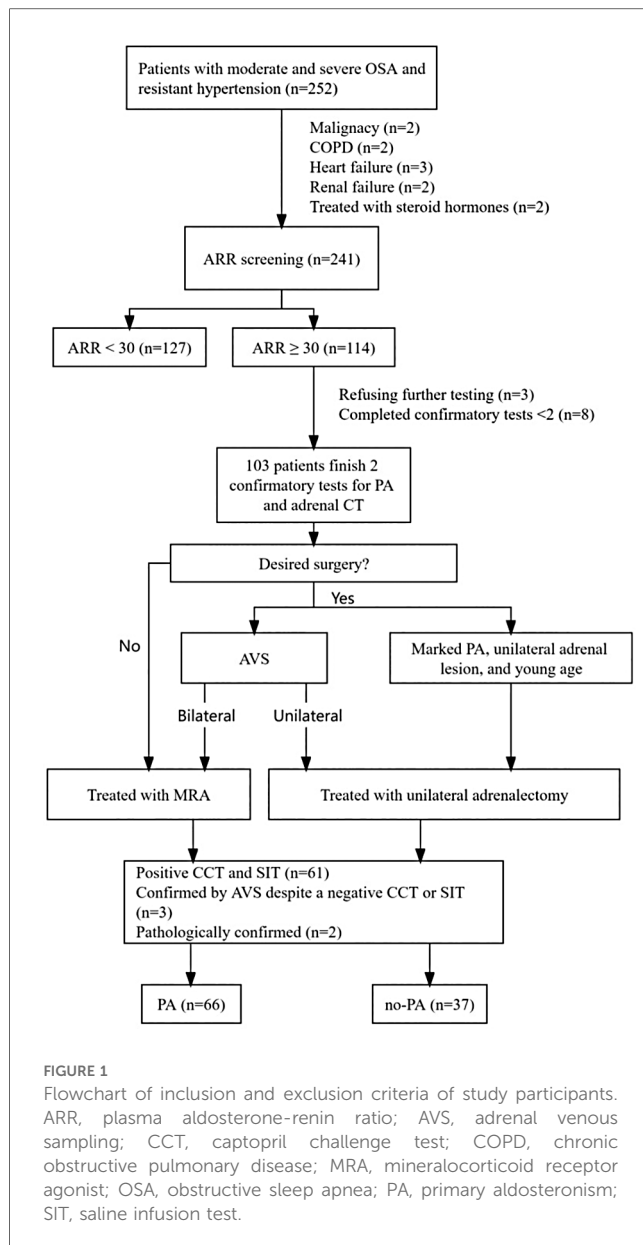 Patients with moderate and severe OSA and
resistant hypertension (n=252)
Malignacy (n=2)
COPD (n=2)
Heart failure (n=3)
Renal failure (n=2)
Treated with steroid hormones (n=2)
ARR screening (n=241)
ARR < 30 (n=127)
ARR ≥ 30 (n=114)
Refusing further testing (n=3)
Completed confirmatory tests <2 (n=8)
103 patients finish 2
confirmatory tests for PA
and adrenal CT
Desired surgery?
Yes
No
AVS
Marked PA, unilateral adrenal
lesion, and young age
Bilateral
Unilateral
Treated with MRA
Treated with unilateral adrenalectomy
Positive CCT and SIT (n=61)
Confirmed by AVS despite a negative CCT or SIT
(n=3)
Pathologically confirmed (n=2)
PA (n=66)
no-PA (n=37)
FIGURE 1
Flowchart of inclusion and exclusion criteria of study participants.
ARR, plasma aldosterone-renin ratio; AVS, adrenal venous
sampling; CCT, captopril challenge test; COPD, chronic
obstructive pulmonary disease; MRA, mineralocorticoid receptor
agonist; OSA, obstructive sleep apnea; PA, primary aldosteronism;
SIT, saline infusion test.